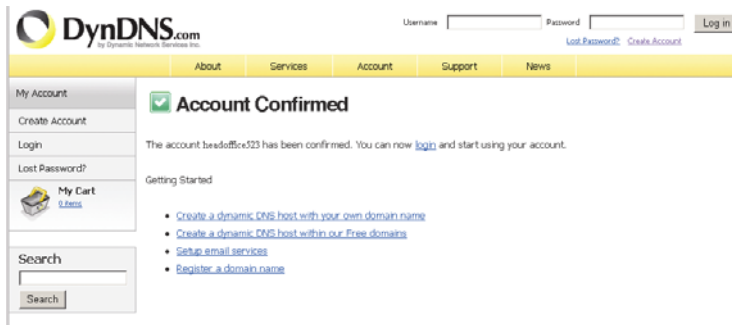 DynDNS.com
by Dynamic Network Services Inc.
Username
Password
Log in
Lost Password? Create Account
About Services Account Support News
My Account
Create Account
Login
Lost Password?
My Cart
0 items
Search
Search
Account Confirmed
The account headoffice523 has been confirmed. You can now login and start using your account.
Getting Started
Create a dynamic DNS host with your own domain name
Create a dynamic DNS host within our Free domains
Setup email services
Register a domain name